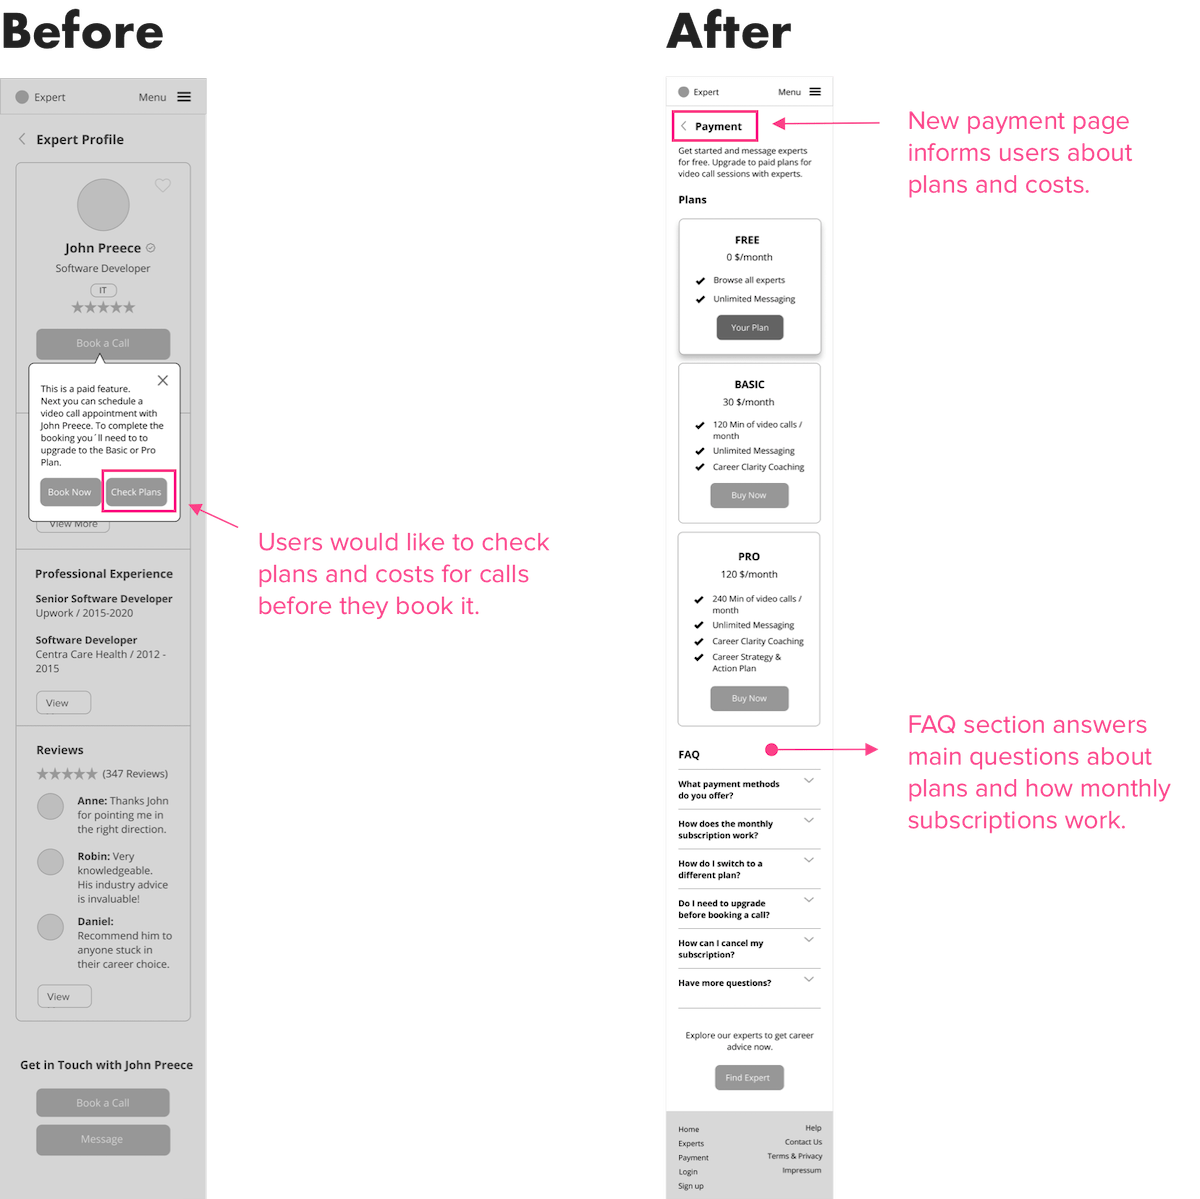 Before
Expert
Menu
Expert Profile
John Preece
Software Developer
IT
Book a Call
This is a paid feature.
Next you can schedule a
video call appointment with
John Preece. To complete the
booking you´ll need to to
upgrade to the Basic or Pro
Plan.
Book Now
Check Plans
View More
Professional Experience
Senior Software Developer
Upwork / 2015-2020
Software Developer
Centra Care Health / 2012 -
2015
View
Reviews
(347 Reviews)
Anne: Thanks John
for pointing me in
the right direction.
Robin: Very
knowledgeable.
His industry advice
is invaluable!
Daniel:
Recommend him to
anyone stuck in
their career choice.
View
Get in Touch with John Preece
Book a Call
Message
Users would like to check
plans and costs for calls
before they book it.
After
Expert
Menu
Payment
Get started and message experts
for free. Upgrade to paid plans for
video call sessions with experts.
Plans
FREE
0 $/month
Browse all experts
Unlimited Messaging
Your Plan
BASIC
30 $/month
120 Min of video calls /
month
Unlimited Messaging
Career Clarity Coaching
Buy Now
PRO
120 $/month
240 Min of video calls /
month
Unlimited Messaging
Career Clarity Coaching
Career Strategy &
Action Plan
Buy Now
FAQ
What payment methods
do you offer?
How does the monthly
subscription work?
How do I switch to a
different plan?
Do I need to upgrade
before booking a call?
How can I cancel my
subscription?
Have more questions?
Explore our experts to get career
advice now.
Find Expert
Home
Experts
Payment
Login
Sign up
Help
Contact Us
Terms & Privacy
Impressum
New payment page
informs users about
plans and costs.
FAQ section answers
main questions about
plans and how monthly
subscriptions work.